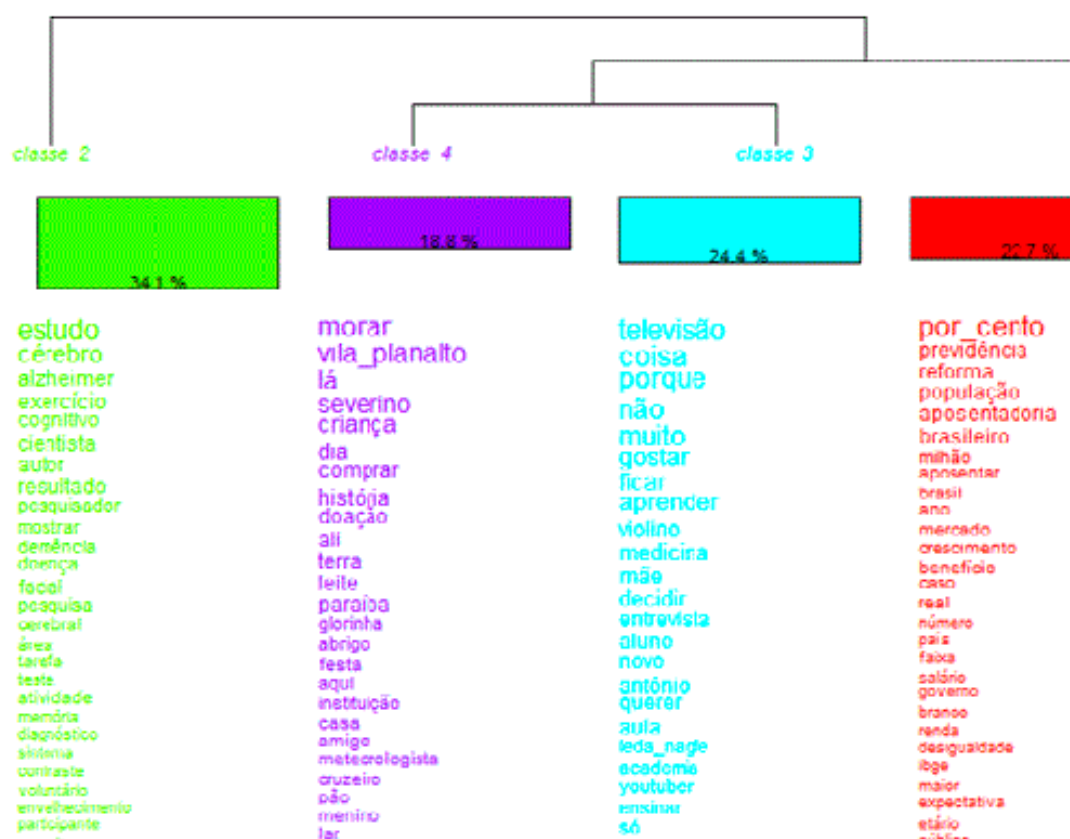 classe 2
classe 4
classe 3
34.1 %
18.8 %
24.4 %
22.7 %
estudo
cérebro
alzheimer
exercício
cognitivo
cientista
autor
resultado
pesquisador
mostrar
demência
doença
facial
pesquisa
cerebral
área
tarefa
teste
atividade
memória
diagnóstico
sintoma
contraste
voluntário
envelhecimento
participante
morar
vila_planalto
lá
severino
criança
dia
comprar
história
doação
ali
terra
leite
paraíba
glorinha
abrigo
festa
aqui
instituição
casa
amigo
meteorologista
cruzeiro
pão
menino
lar
televisão
coisa
porque
não
muito
gostar
ficar
aprender
violino
medicina
mãe
decidir
entrevista
aluno
novo
antônio
querer
aula
leda_nagle
academia
youtuber
ensinar
só
por_cento
previdência
reforma
população
aposentadoria
brasileiro
milhão
aposentar
brasil
ano
mercado
crescimento
benefício
caso
real
número
país
faixa
salário
governo
branco
renda
desigualdade
ibge
maior
expectativa
etário